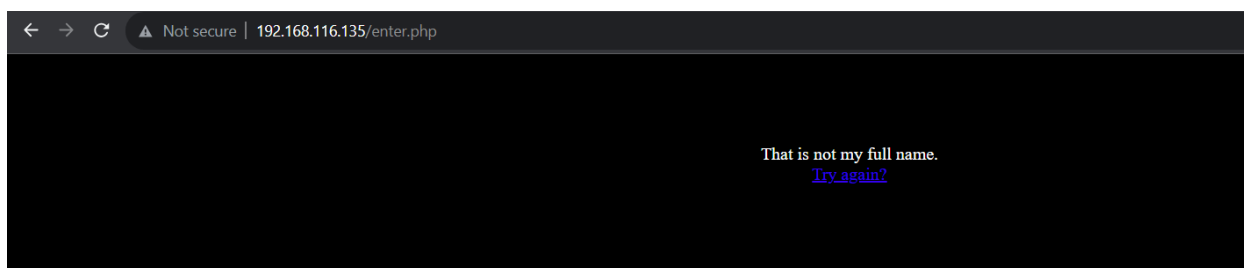 Not secure | 192.168.116.135/enter.php
That is not my full name.
Try again?